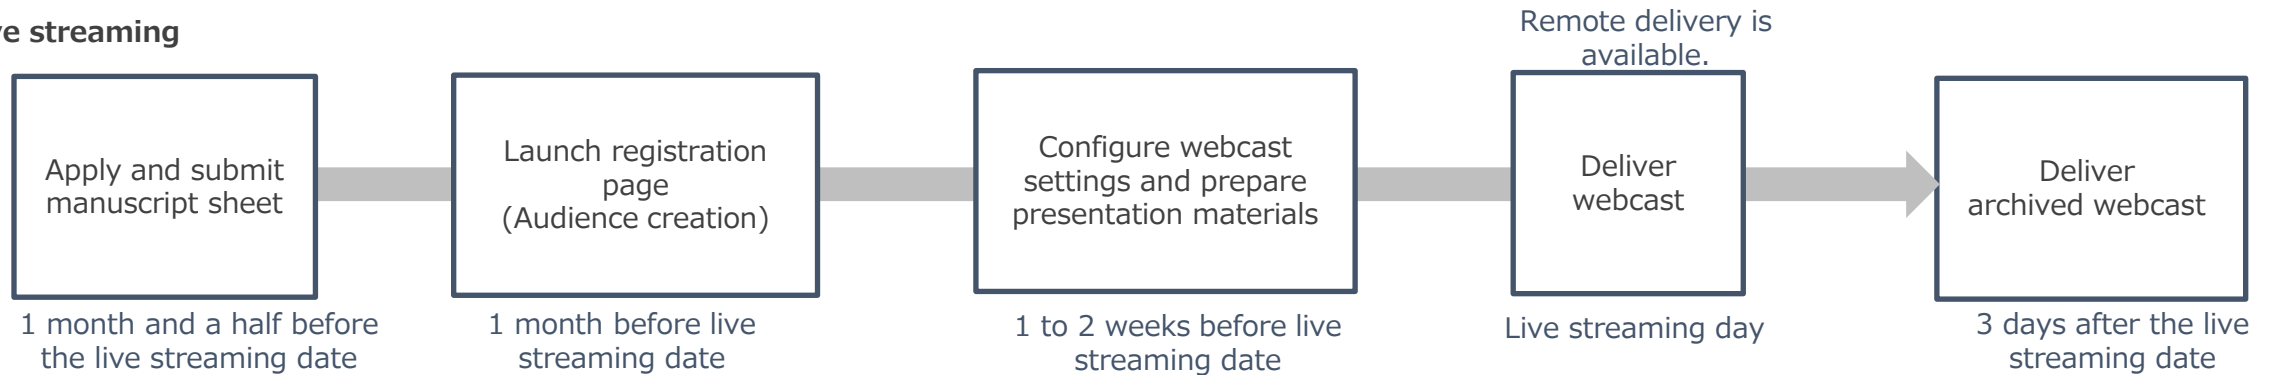 streaming
Remote delivery is
available.
Apply and submit
manuscript sheet
1 month and a half before
the live streaming date
Launch registration
page
(Audience creation)
1 month before live
streaming date
Configure webcast
settings and prepare
presentation materials
1 to 2 weeks before live
streaming date
Deliver
webcast
Live streaming day
Deliver
archived webcast
3 days after the live
streaming date